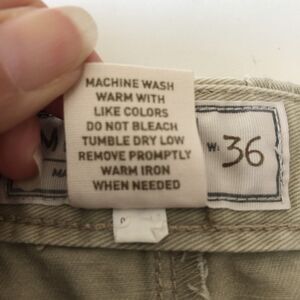 MACHINE WASH
WARM WITH
LIKE COLORS
DO NOT BLEACH
TUMBLE DRY LOW
REMOVE PROMPTLY
WARM IRON
WHEN NEEDED
W: 36